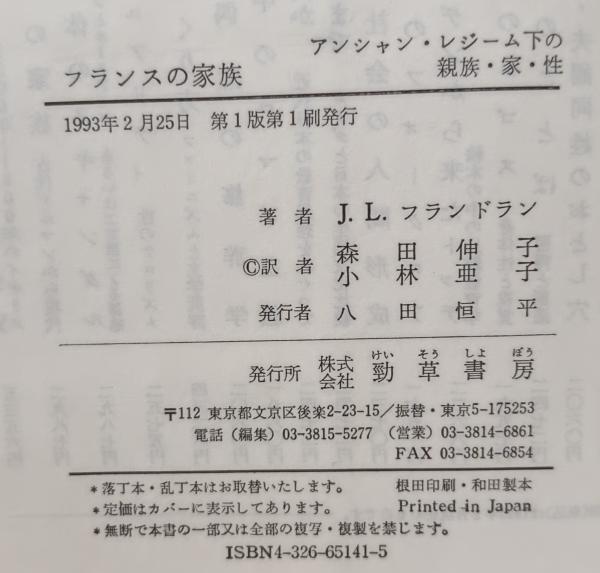 フランスの家族
アンシャン・レジーム下の
親族・家・性
1993年2月25日 第1版第1刷発行
著者 J. L. フランドラン
©訳者 森田伸子
小林亜子
発行者 八田恒平
けいそうしよぼう
発行所 株式会社 勁草書房
〒112 東京都文京区後楽2-23-15／振替・東京5-175253
電話（編集）03-3815-5277（営業）03-3814-6861
FAX 03-3814-6854
＊落丁本・乱丁本はお取替いたします。 根田印刷・和田製本
＊定価はカバーに表示してあります。 Printed in Japan
＊無断で本書の一部又は全部の複写・複製を禁じます。
ISBN4-326-65141-5